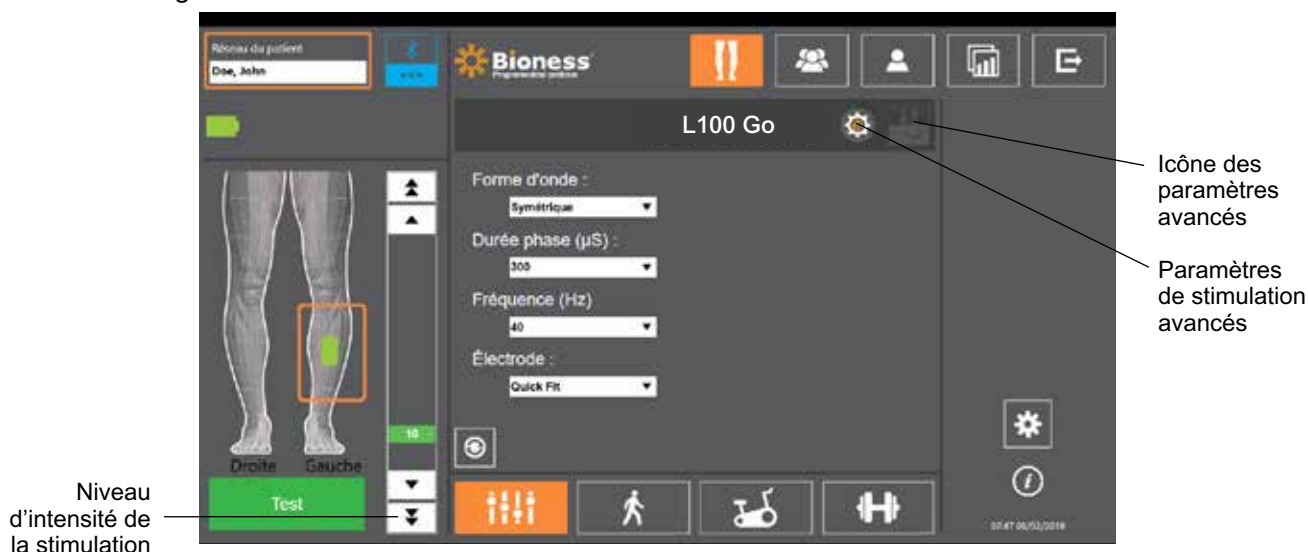 Réseau du patient
Doe, John
Bioness
L100 Go
Forme d'onde :
Symétrique
Durée phase (µS) :
300
Fréquence (Hz)
40
Électrode :
Quick Fit
10
Droite Gauche
Test
Icône des
paramètres
avancés
Paramètres
de stimulation
avancés
Niveau
d'intensité de
la stimulation